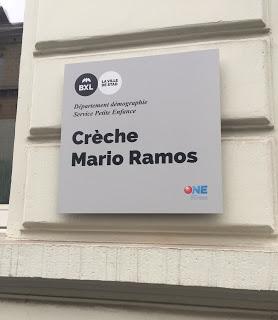 BXL
LA VILLE
DE STAD
Département démographie
Service Petite Enfance
Crèche
Mario Ramos
ONE